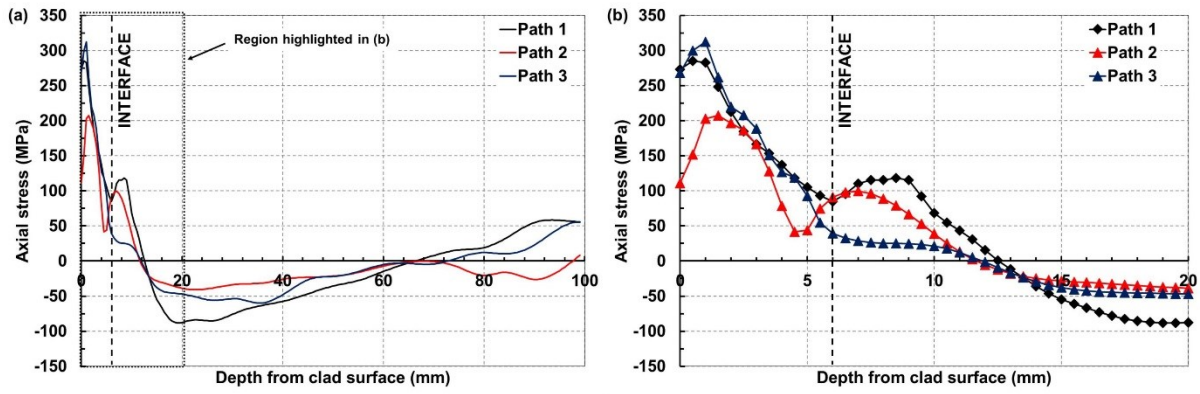 (a)
350
300
250
200
150
100
50
0
-50
-100
-150
Axial stress (MPa)
INTERFACE
Region highlighted in (b)
Path 1
Path 2
Path 3
0
20
40
60
80
100
Depth from clad surface (mm)
(b)
350
300
250
200
150
100
50
0
-50
-100
-150
Axial stress (MPa)
INTERFACE
Path 1
Path 2
Path 3
0
5
10
15
20
Depth from clad surface (mm)